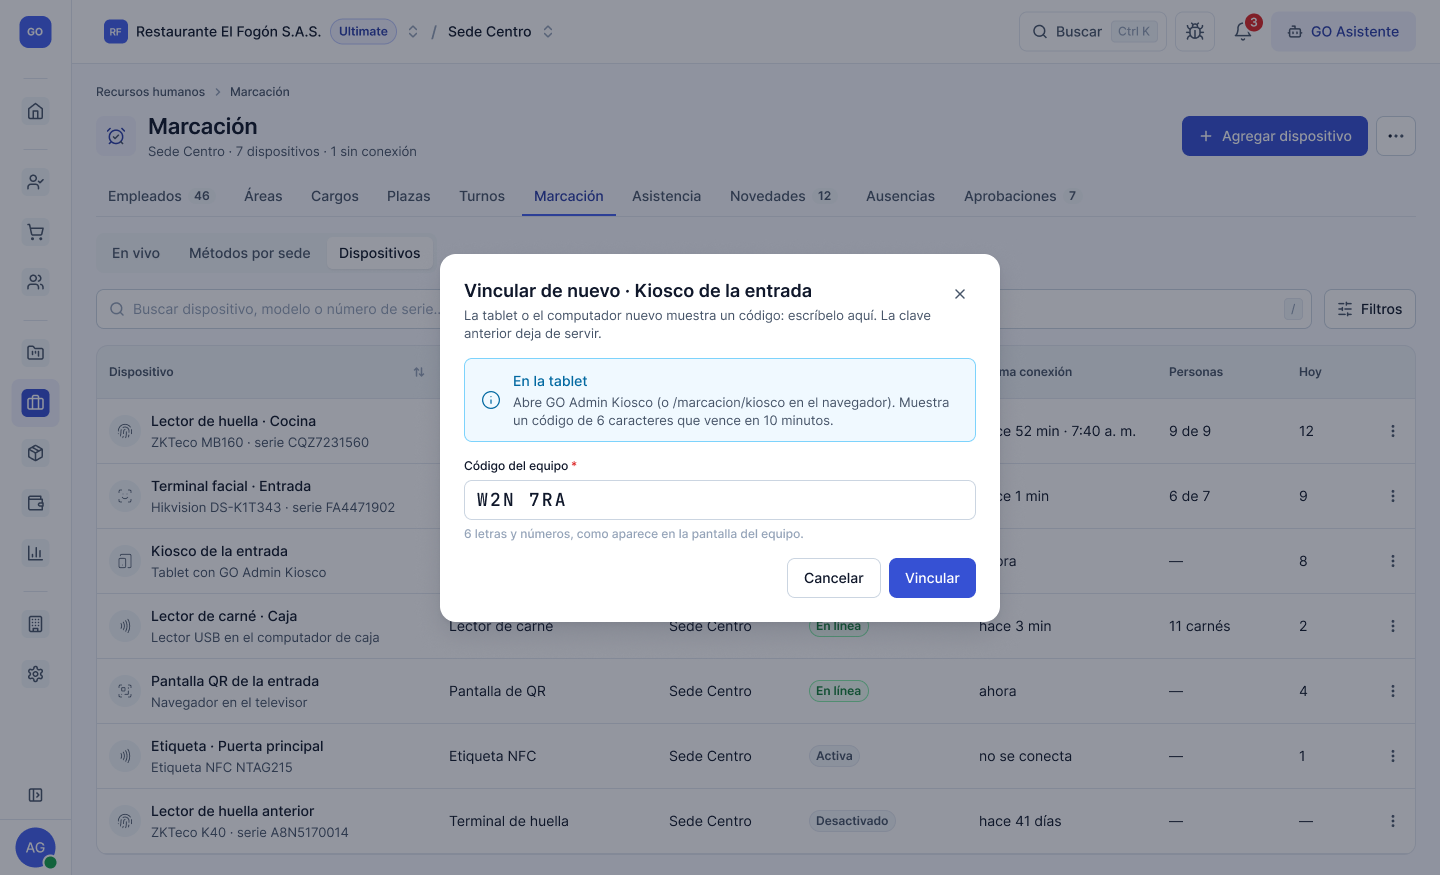 GO
RF Restaurante El Fogón S.A.S. Ultimate / Sede Centro
Buscar Ctrl K 3 GO Asistente
Recursos humanos > Marcación
Marcación
Sede Centro · 7 dispositivos · 1 sin conexión
+ Agregar dispositivo
Empleados 46 Áreas Cargos Plazas Turnos Marcación Asistencia Novedades 12 Ausencias Aprobaciones 7
En vivo Métodos por sede Dispositivos
Buscar dispositivo, modelo o número de serie... /
Filtros
Vincular de nuevo · Kiosco de la entrada
La tablet o el computador nuevo muestra un código: escríbelo aquí. La clave
anterior deja de servir.
En la tablet
Abre GO Admin Kiosco (o /marcacion/kiosco en el navegador). Muestra
un código de 6 caracteres que vence en 10 minutos.
Código del equipo *
W2N 7RA
6 letras y números, como aparece en la pantalla del equipo.
Cancelar Vincular
Dispositivo conexión Personas Hoy
Lector de huella · Cocina
ZKTeco MB160 · serie CQZ7231560
52 min · 7:40 a. m. 9 de 9 12
Terminal facial · Entrada
Hikvision DS-K1T343 · serie FA4471902
1 min 6 de 7 9
Kiosco de la entrada
Tablet con GO Admin Kiosco
— 8
Lector de carné · Caja
Lector USB en el computador de caja
Lector de carné Sede Centro En línea hace 3 min 11 carnés 2
Pantalla QR de la entrada
Navegador en el televisor
Pantalla de QR Sede Centro En línea ahora — 4
Etiqueta · Puerta principal
Etiqueta NFC NTAG215
Etiqueta NFC Sede Centro Activa no se conecta — 1
Lector de huella anterior
ZKTeco K40 · serie A8N5170014
Terminal de huella Sede Centro Desactivado hace 41 días — —
AG